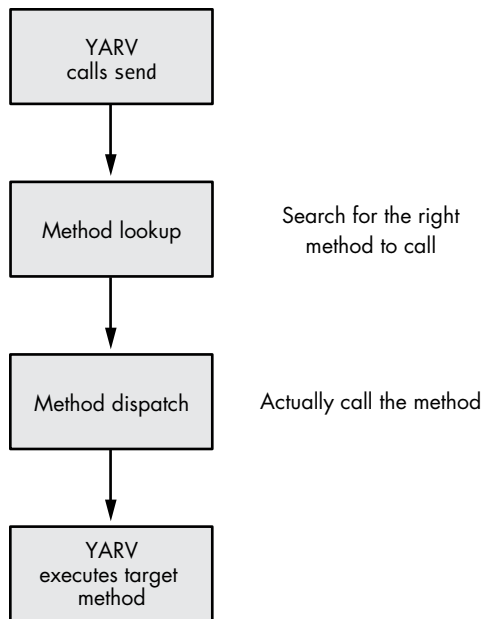 YARV
calls send
Method lookup
Search for the right
method to call
Method dispatch
Actually call the method
YARV
executes target
method